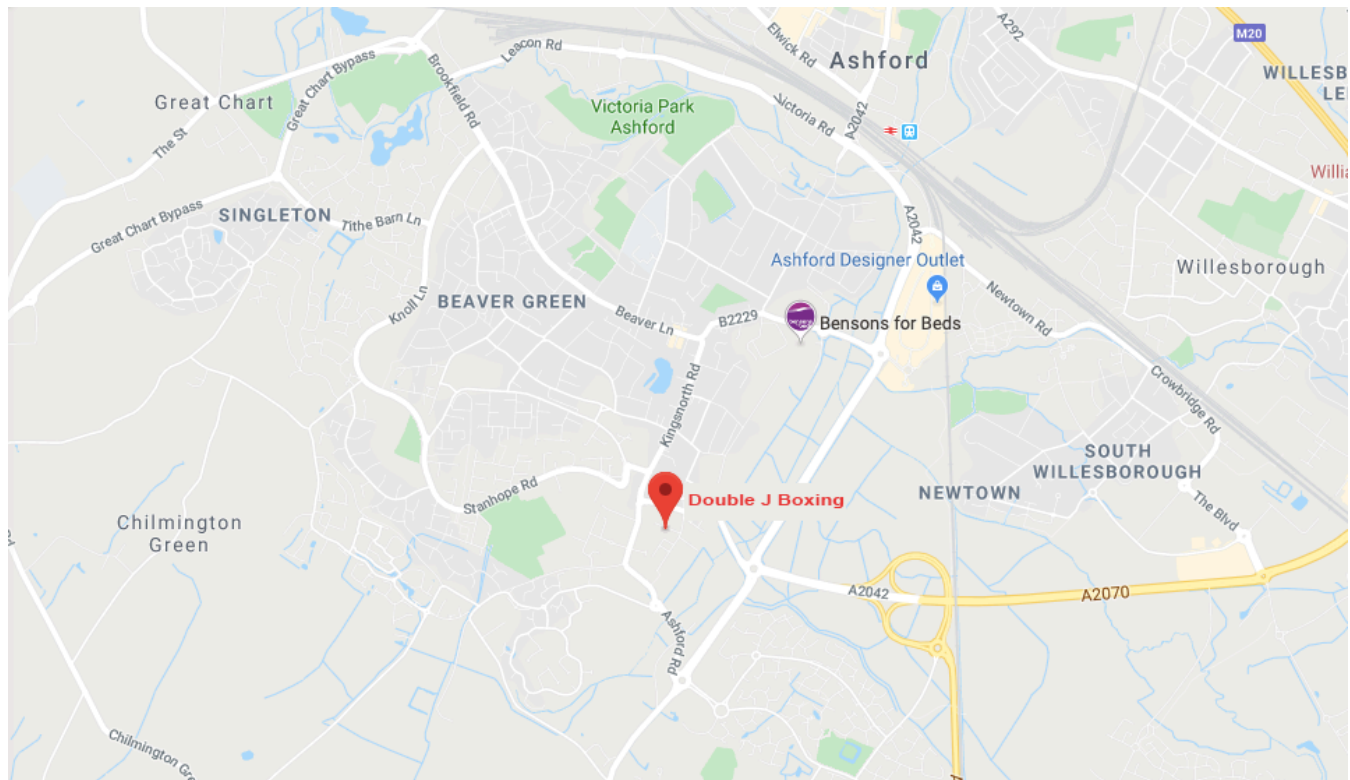 M20
Elwick Rd
A292
Leacon Rd
Ashford
Great Chart Bypass
Brookfield Rd
WILLESB
LE
Great Chart
Victoria Park
Ashford
Victoria Rd
A2042
The St
Willia
SINGLETON
Tithe Barn Ln
Great Chart Bypass
A2042
Ashford Designer Outlet
Willesborough
Knoll Ln
BEAVER GREEN
Beaver Ln
B2229
Bensons for Beds
Newtown Rd
Kingsnorth Rd
Crowbridge Rd
SOUTH
WILLESBOROUGH
Stanhope Rd
Double J Boxing
NEWTOWN
The Blvd
Chilmington
Green
A2042
A2070
Ashford Rd
Chilmington Gre